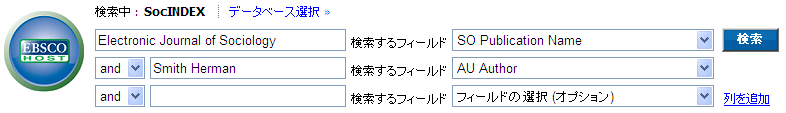 検索中: SocINDEX データベース選択 »
Electronic Journal of Sociology 検索するフィールド SO Publication Name 検索
and Smith Herman 検索するフィールド AU Author
and 検索するフィールド フィールドの選択 (オプション) 列を追加
EBSCO
HOST